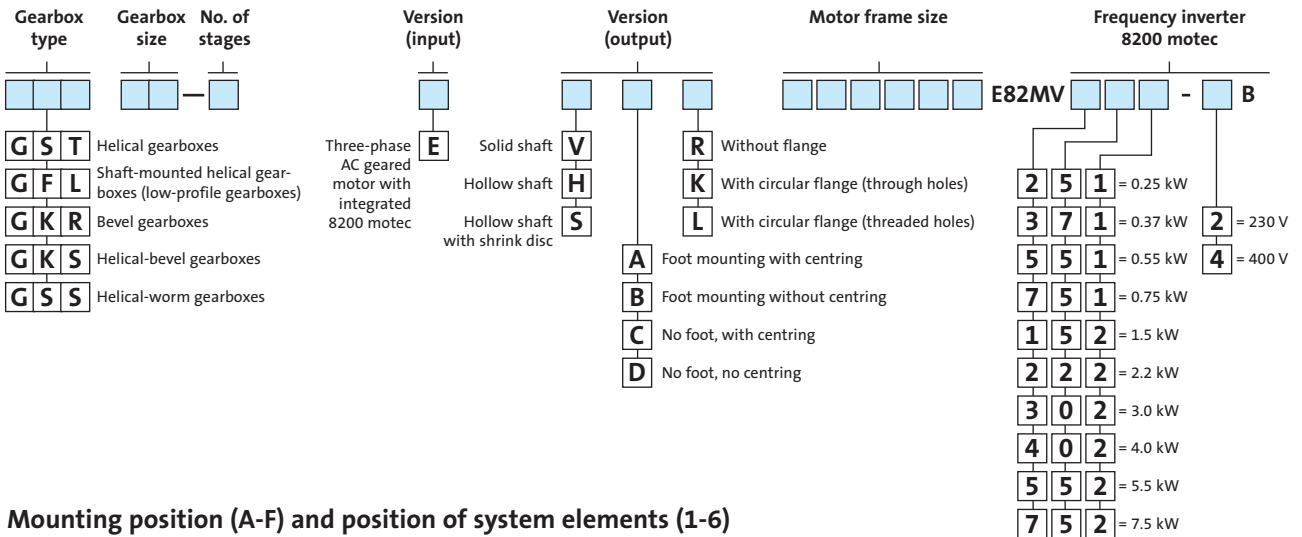 Gearbox type
Gearbox size
No. of stages
Version (input)
Version (output)
Motor frame size
Frequency inverter 8200 motec
— E82MV - B
G S T Helical gearboxes
G F L Shaft-mounted helical gear-
boxes (low-profile gearboxes)
G K R Bevel gearboxes
G K S Helical-bevel gearboxes
G S S Helical-worm gearboxes
Three-phase E
AC geared
motor with
integrated
8200 motec
Solid shaft V
Hollow shaft H
Hollow shaft S
with shrink disc
R Without flange
K With circular flange (through holes)
L With circular flange (threaded holes)
A Foot mounting with centring
B Foot mounting without centring
C No foot, with centring
D No foot, no centring
2 5 1 = 0.25 kW
3 7 1 = 0.37 kW
5 5 1 = 0.55 kW
7 5 1 = 0.75 kW
1 5 2 = 1.5 kW
2 2 2 = 2.2 kW
3 0 2 = 3.0 kW
4 0 2 = 4.0 kW
5 5 2 = 5.5 kW
7 5 2 = 7.5 kW
2 = 230 V
4 = 400 V
Mounting position (A-F) and position of system elements (1-6)